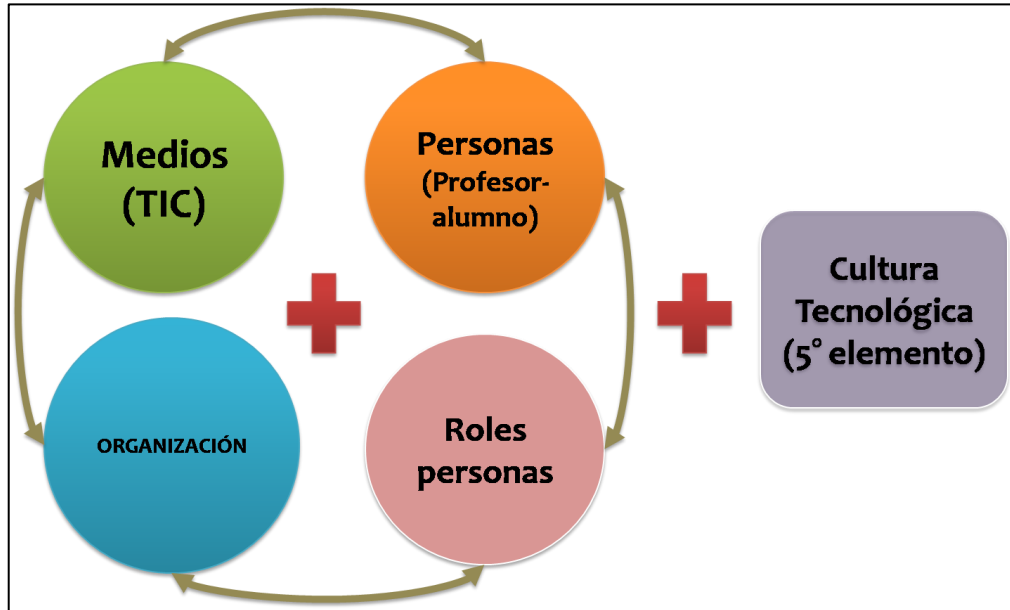 Medios
(TIC)
Personas
(Profesor-
alumno)
Cultura
Tecnológica
(5° elemento)
ORGANIZACIÓN
Roles
personas